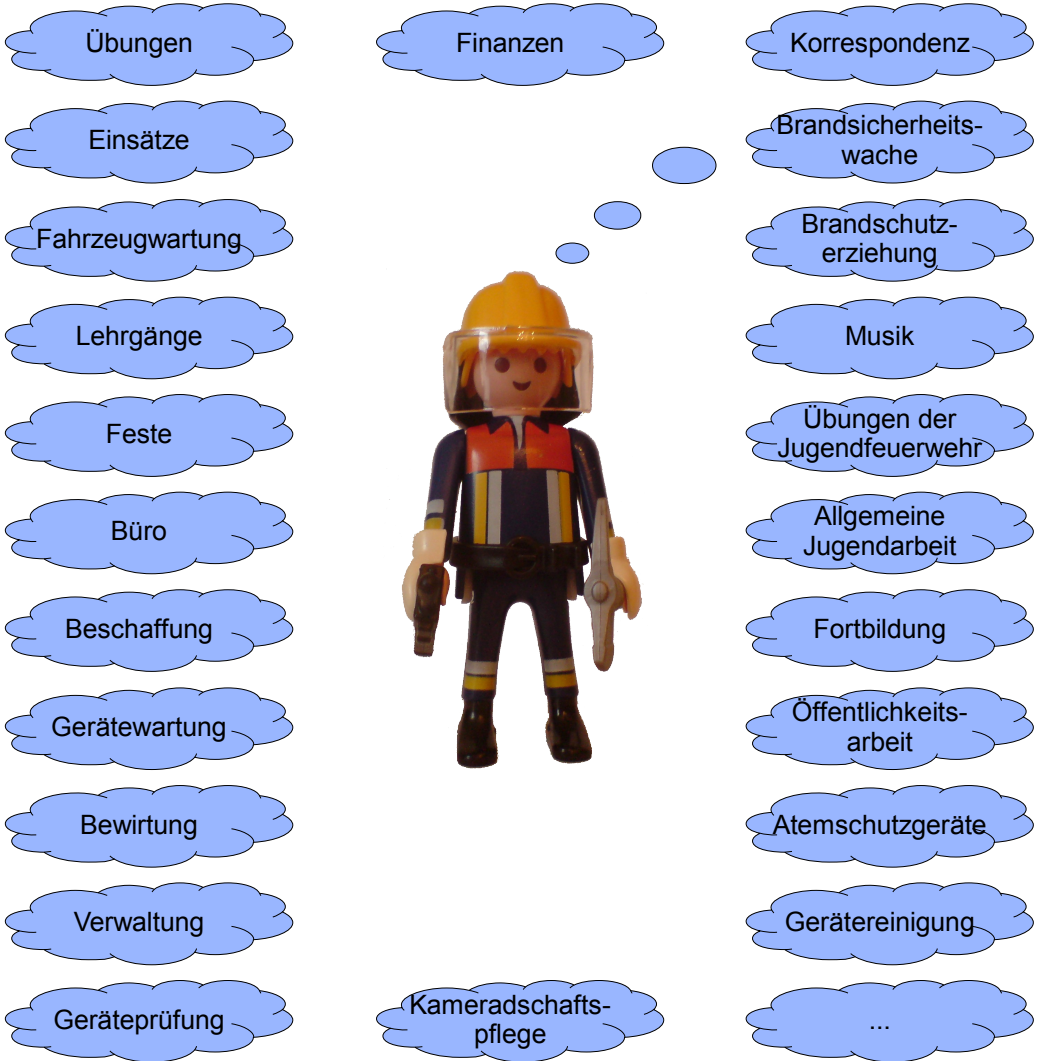 Übungen
Finanzen
Korrespondenz
Einsätze
Brandsicherheits-
wache
Fahrzeugwartung
Brandschutz-
erziehung
Lehrgänge
Musik
Feste
Übungen der
Jugendfeuerwehr
Büro
Allgemeine
Jugendarbeit
Beschaffung
Fortbildung
Gerätewartung
Öffentlichkeits-
arbeit
Bewirtung
Atemschutzgeräte
Verwaltung
Gerätereinigung
Geräteprüfung
Kameradschafts-
pflege
...